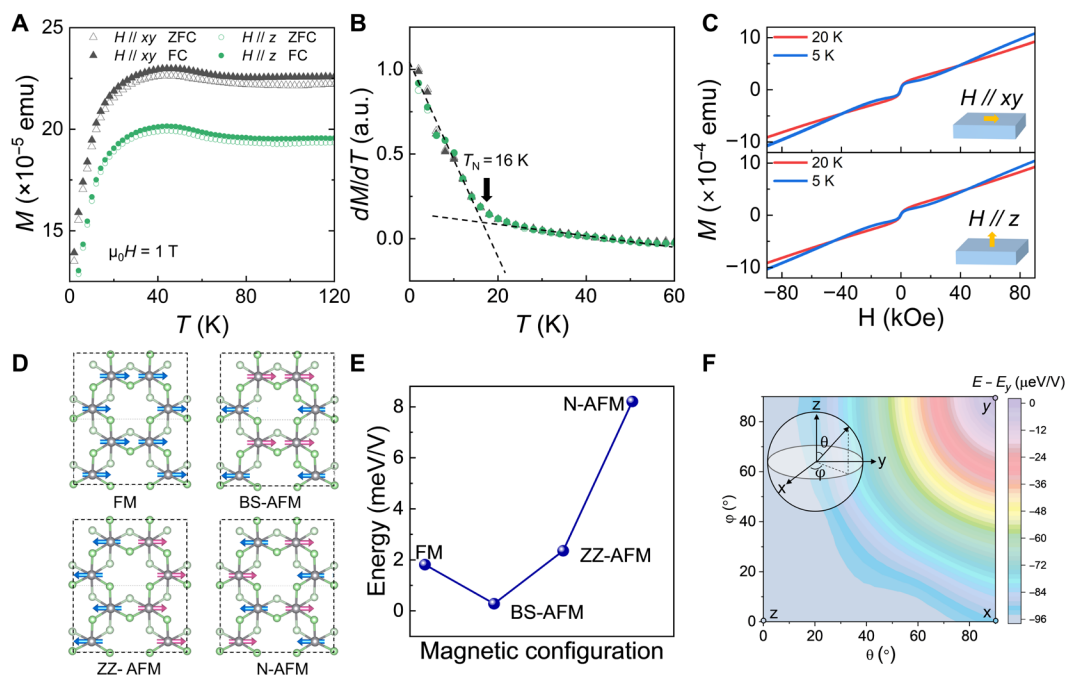 A
H // xy ZFC
H // z ZFC
H // xy FC
H // z FC
M (×10⁻⁵ emu)
25
20
15
μ₀H = 1 T
0 40 80 120
T (K)
B
dM/dT (a.u.)
1.0
0.5
0.0
T_N = 16 K
0 20 40 60
T (K)
C
M (×10⁻⁴ emu)
20 K
5 K
10
0
−10
H // xy
20 K
5 K
10
0
−10
H // z
−80 −40 0 40 80
H (kOe)
D
FM
BS-AFM
ZZ- AFM
N-AFM
E
Energy (meV/V)
8
6
4
2
0
FM
BS-AFM
ZZ-AFM
N-AFM
Magnetic configuration
F
E − E_y (μeV/V)
0
−12
−24
−36
−48
−60
−72
−84
−96
φ (°)
80
60
40
20
0
z
θ
y
φ
x
y
z
x
0 20 40 60 80
θ (°)